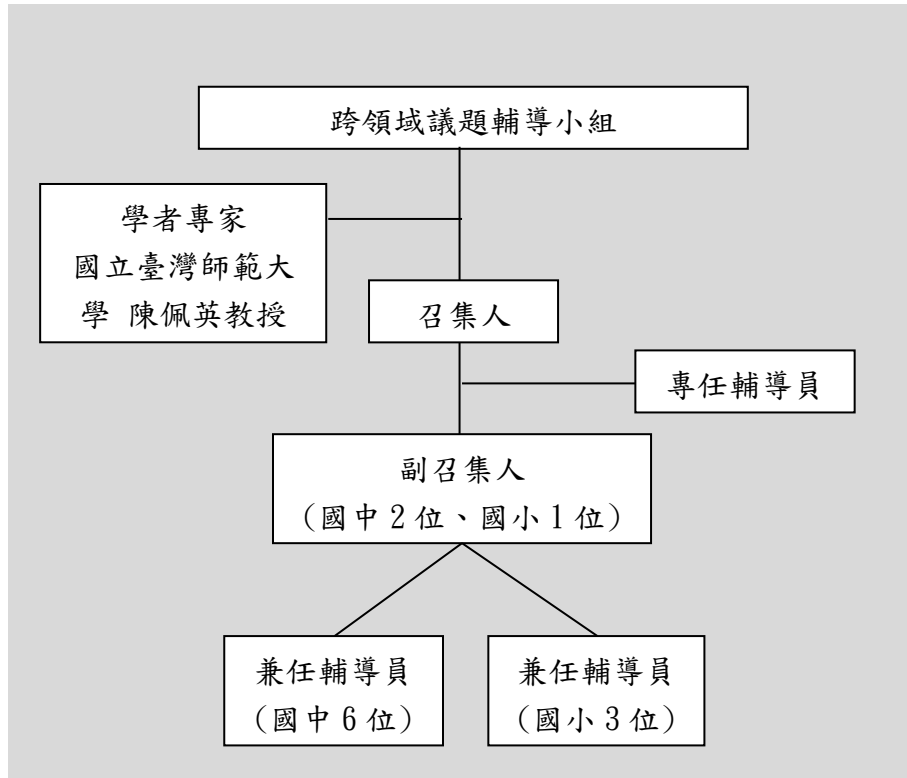 跨領域議題輔導小組
學者專家
國立臺灣師範大
學 陳佩英教授
召集人
專任輔導員
副召集人
(國中2位、國小1位)
兼任輔導員
(國中6位)
兼任輔導員
(國小3位)